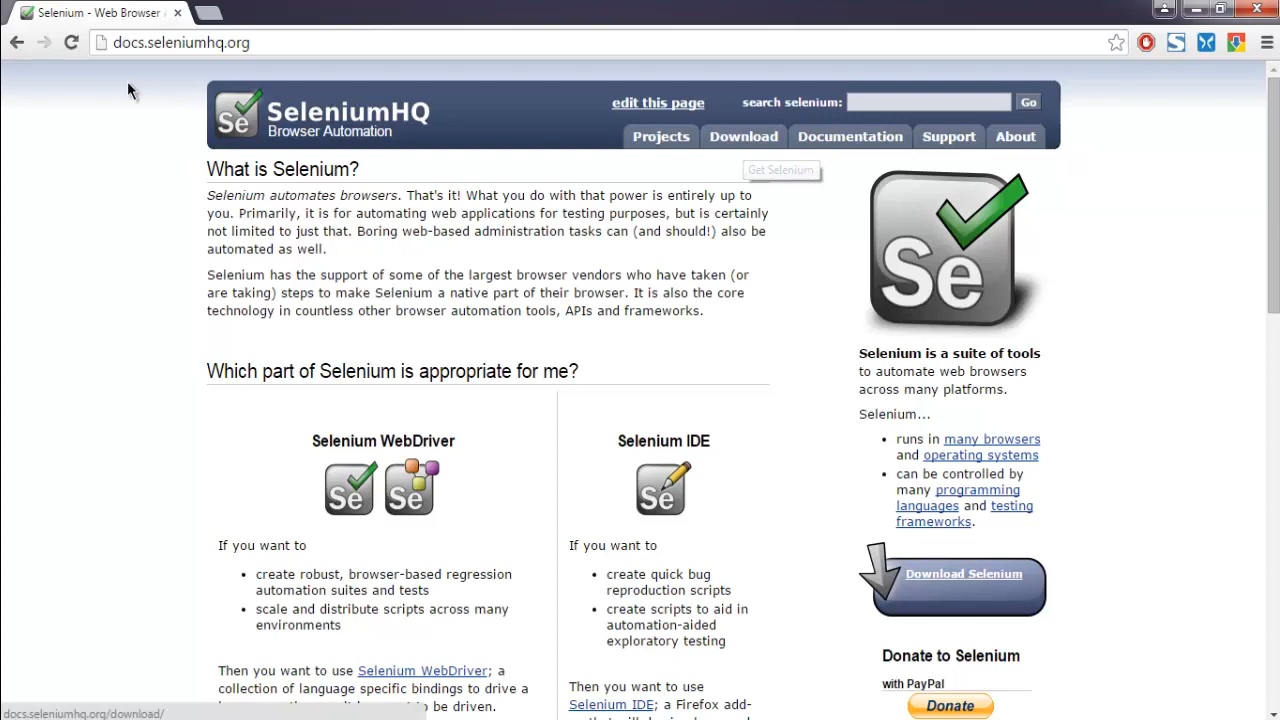 Selenium - Web Browser
docs.seleniumhq.org
Se
SeleniumHQ
Browser Automation
edit this page
search selenium:
Go
Projects
Download
Documentation
Support
About
What is Selenium?
Get Selenium
Selenium automates browsers. That's it! What you do with that power is entirely up to
you. Primarily, it is for automating web applications for testing purposes, but is certainly
not limited to just that. Boring web-based administration tasks can (and should!) also be
automated as well.
Selenium has the support of some of the largest browser vendors who have taken (or
are taking) steps to make Selenium a native part of their browser. It is also the core
technology in countless other browser automation tools, APIs and frameworks.
Which part of Selenium is appropriate for me?
Selenium WebDriver
Se
Se
If you want to
• create robust, browser-based regression
automation suites and tests
• scale and distribute scripts across many
environments
Then you want to use Selenium WebDriver; a
collection of language specific bindings to drive a
Selenium IDE
Se
If you want to
• create quick bug
reproduction scripts
• create scripts to aid in
automation-aided
exploratory testing
Then you want to use
Selenium IDE; a Firefox add-
Se
Selenium is a suite of tools
to automate web browsers
across many platforms.
Selenium...
• runs in many browsers
and operating systems
• can be controlled by
many programming
languages and testing
frameworks.
Download Selenium
Donate to Selenium
with PayPal
Donate
docs.seleniumhq.org/download/